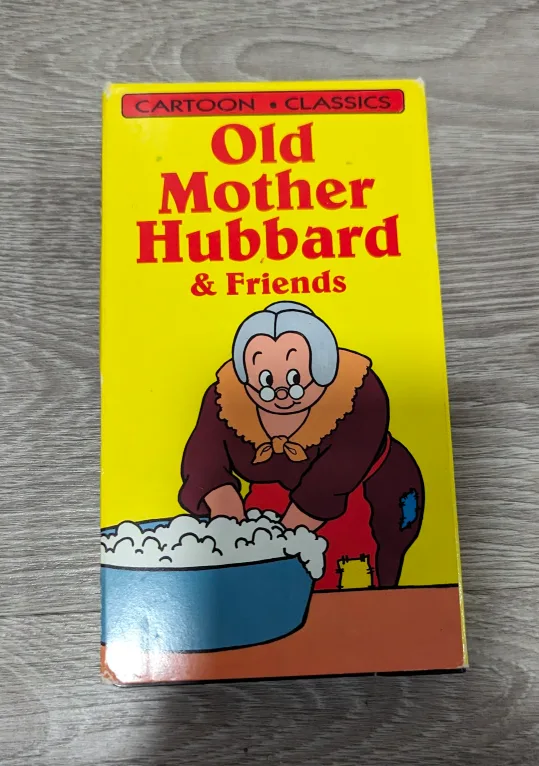 CARTOON • CLASSICS
Old
Mother
Hubbard
& Friends